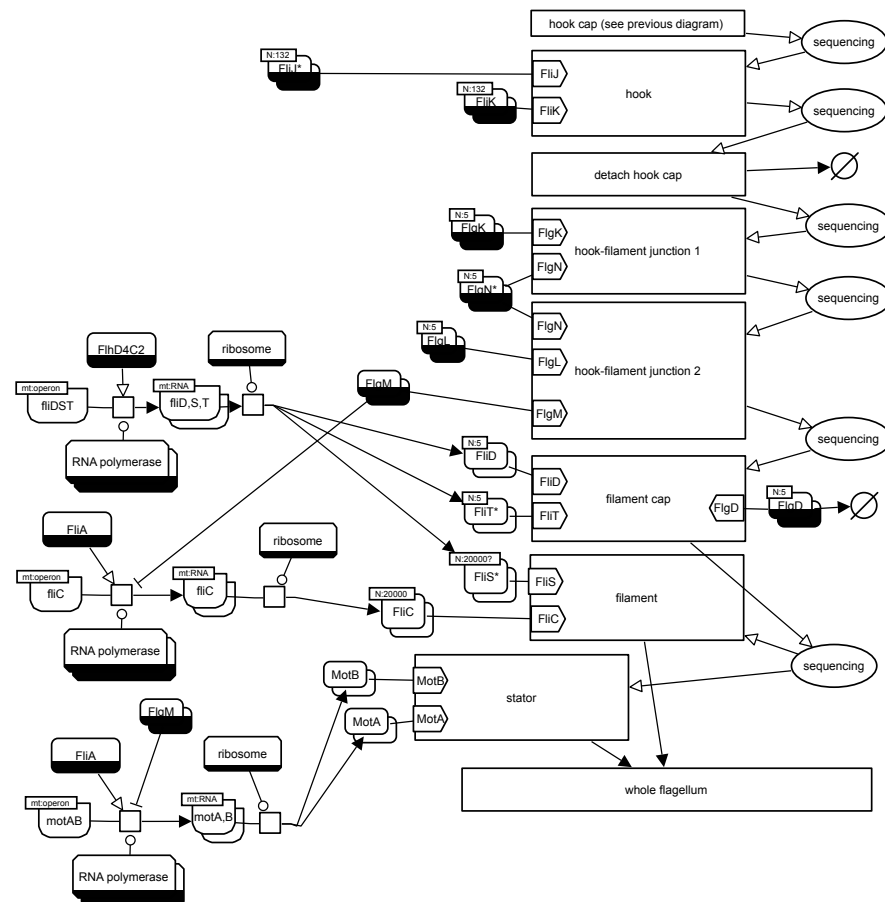 hook cap (see previous diagram)
sequencing
N:132
FliJ*
FliJ
hook
N:132
FliK
FliK
sequencing
detach hook cap
sequencing
N:5
FlgK
FlgK
hook-filament junction 1
FlgN
N:5
FlgN*
sequencing
FlgN
N:5
FlgL
FlgL
hook-filament junction 2
FlhD4C2
ribosome
FlgM
FlgM
mt:operon
fliDST
mt:RNA
fliD,S,T
sequencing
RNA polymerase
N:5
FliD
FliD
filament cap
N:5
FliT*
FliT
FlgD
N:5
FlgD
FliA
ribosome
N:20000?
FliS*
FliS
filament
mt:operon
fliC
mt:RNA
fliC
N:20000
FliC
FliC
RNA polymerase
sequencing
MotB
MotB
stator
MotA
MotA
FlgM
FliA
ribosome
whole flagellum
mt:operon
motAB
mt:RNA
motA,B
RNA polymerase